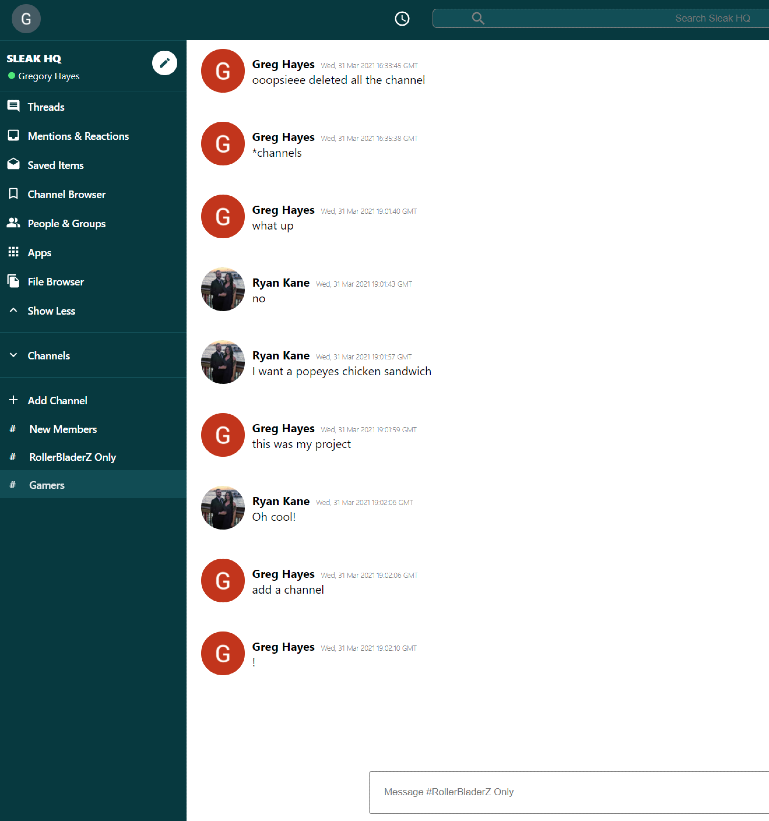 G
Search Sleak HQ
SLEAK HQ
Gregory Hayes
Threads
Mentions & Reactions
Saved Items
Channel Browser
People & Groups
Apps
File Browser
Show Less
Channels
Add Channel
# New Members
# RollerBladerZ Only
# Gamers
G
Greg Hayes Wed, 31 Mar 2021 16:33:45 GMT
ooopsieee deleted all the channel
G
Greg Hayes Wed, 31 Mar 2021 16:35:38 GMT
*channels
G
Greg Hayes Wed, 31 Mar 2021 19:01:40 GMT
what up
Ryan Kane Wed, 31 Mar 2021 19:01:43 GMT
no
Ryan Kane Wed, 31 Mar 2021 19:01:57 GMT
I want a popeyes chicken sandwich
G
Greg Hayes Wed, 31 Mar 2021 19:01:59 GMT
this was my project
Ryan Kane Wed, 31 Mar 2021 19:02:06 GMT
Oh cool!
G
Greg Hayes Wed, 31 Mar 2021 19:02:06 GMT
add a channel
G
Greg Hayes Wed, 31 Mar 2021 19:02:10 GMT
!
Message #RollerBladerZ Only